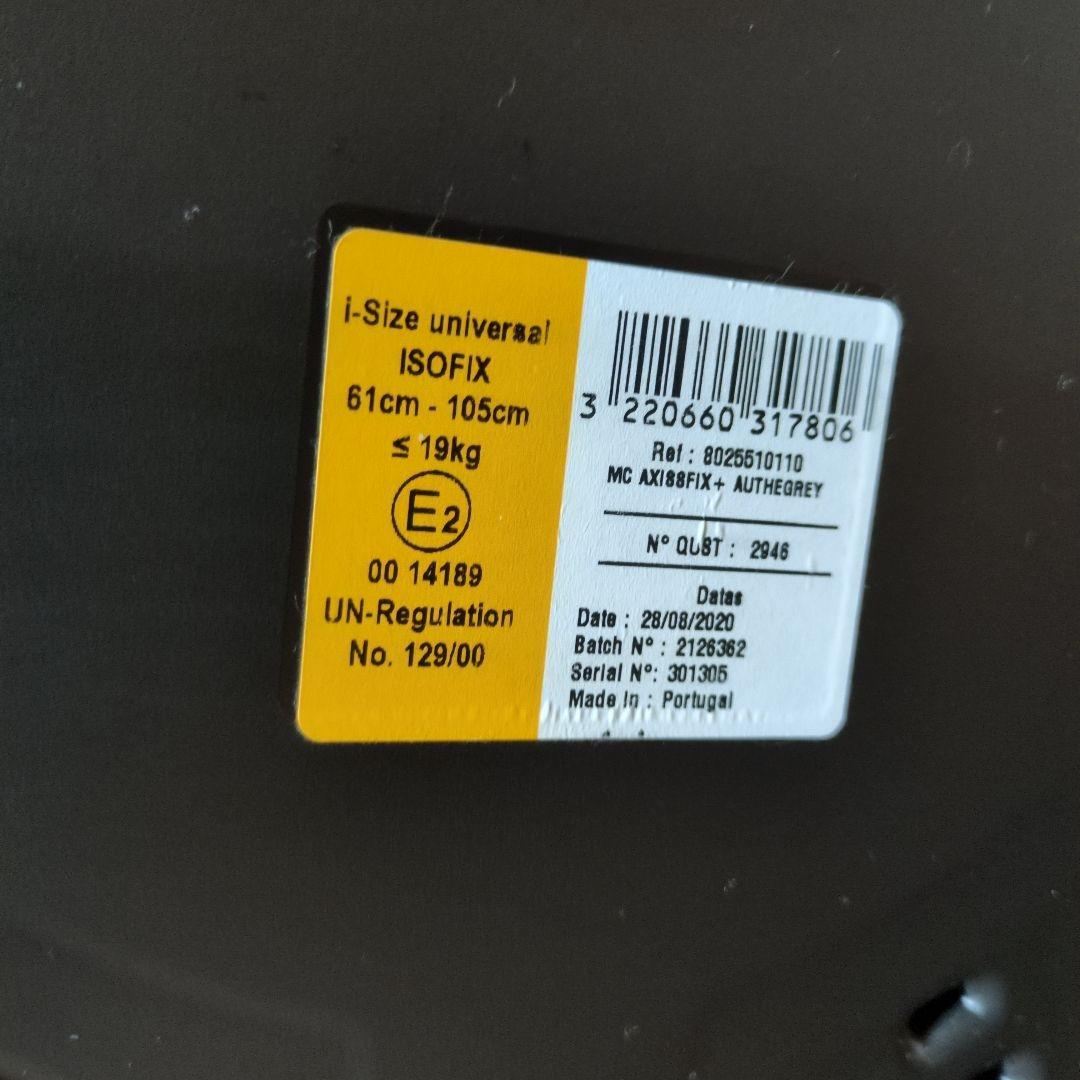 i-Size universal
ISOFIX
61cm - 105cm
≤ 19kg
E2
00 14189
UN-Regulation
No. 129/00
3 220660 317806
Ref : 8025510110
MC AXISSFIX+ AUTHEGREY
N° QUST : 2946
Datas
Date : 28/08/2020
Batch N° : 2126362
Serial N°: 301305
Made In : Portugal